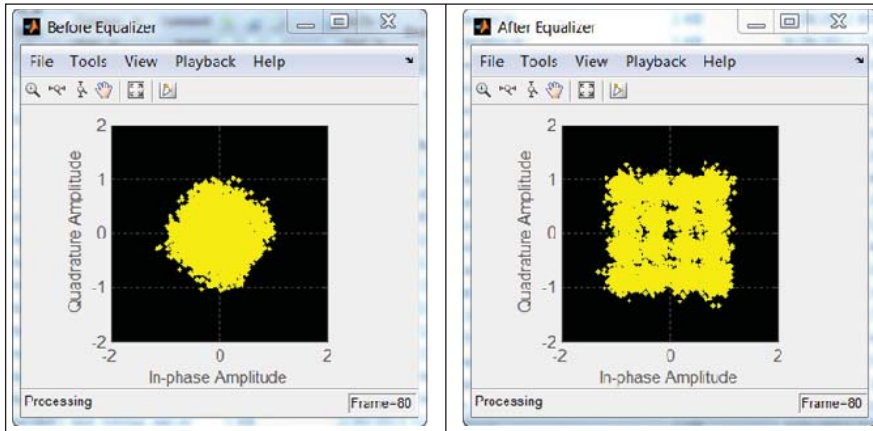 Before Equalizer
File Tools View Playback Help
2
1
0
-1
-2
-2 0 2
Quadrature Amplitude
In-phase Amplitude
Processing
Frame=80
After Equalizer
File Tools View Playback Help
2
1
0
-1
-2
-2 0 2
Quadrature Amplitude
In-phase Amplitude
Processing
Frame=80